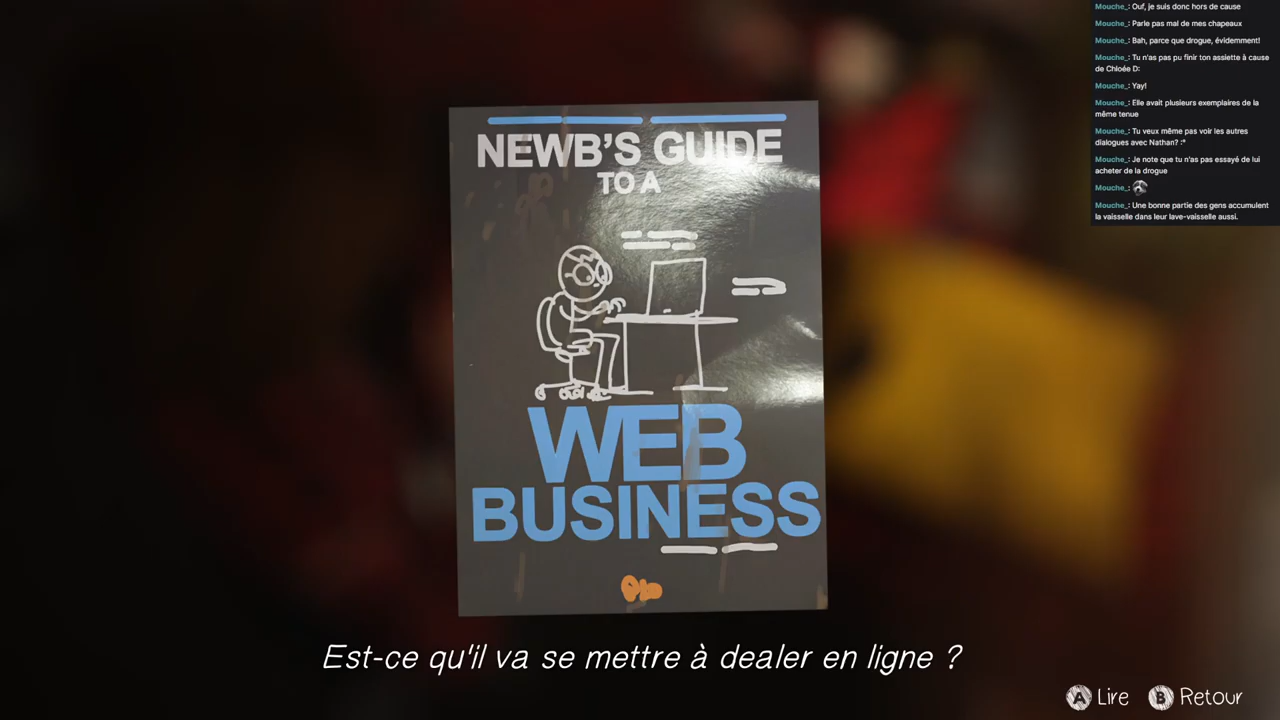 Mouche_: Ouf, je suis donc hors de cause
Mouche_: Parle pas mal de mes chapeaux
Mouche_: Bah, parce que drogue, évidemment!
Mouche_: Tu n'as pas pu finir ton assiette à cause
de Chloée D:
Mouche_: Yay!
Mouche_: Elle avait plusieurs exemplaires de la
même tenue
Mouche_: Tu veux même pas voir les autres
dialogues avec Nathan? :*
Mouche_: Je note que tu n'as pas essayé de lui
acheter de la drogue
Mouche_:
Mouche_: Une bonne partie des gens accumulent
la vaisselle dans leur lave-vaisselle aussi.
NEWB'S GUIDE
TO A
WEB
BUSINESS
Est-ce qu'il va se mettre à dealer en ligne ?
A Lire B Retour